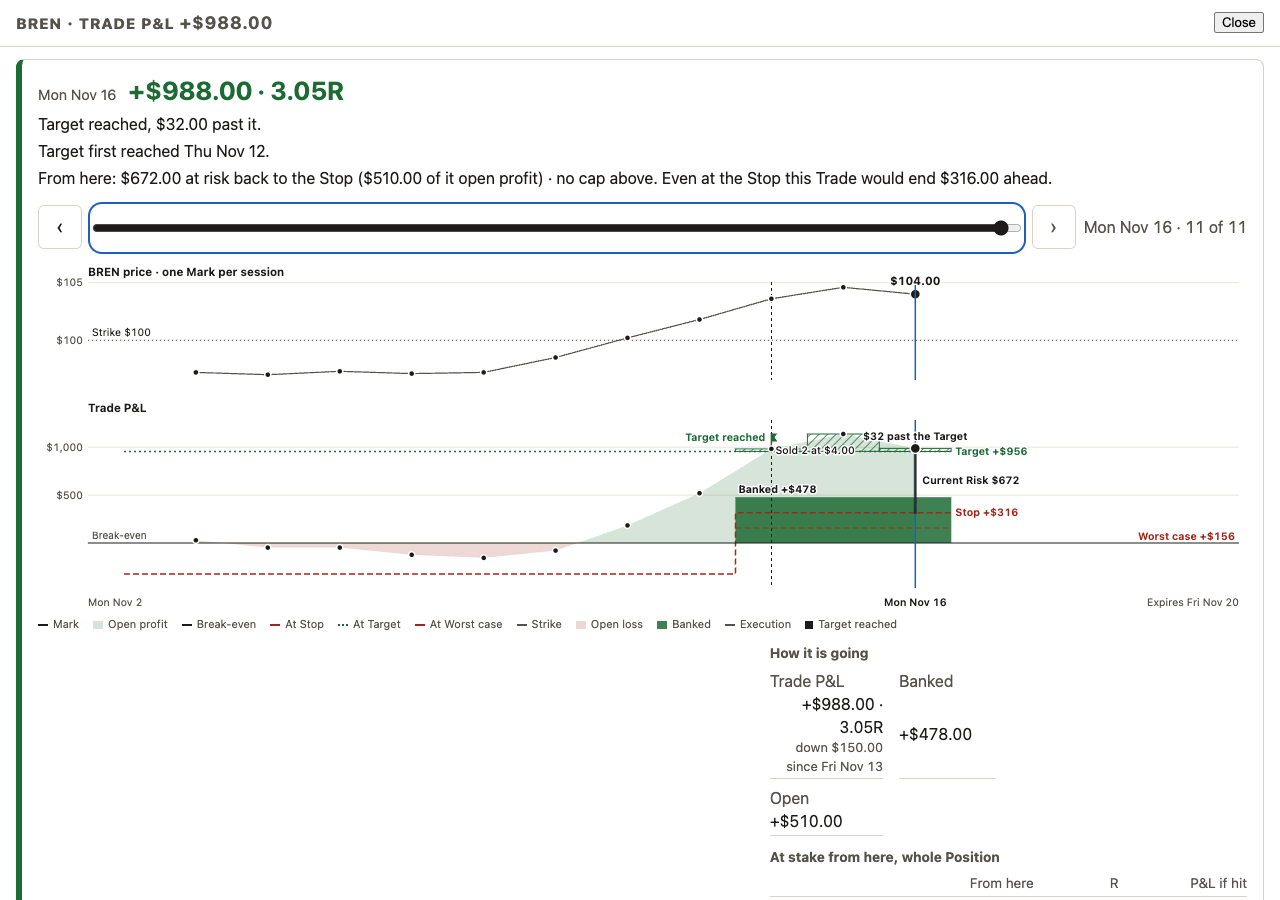 BREN · TRADE P&L +$988.00
Close
Mon Nov 16 +$988.00 · 3.05R
Target reached, $32.00 past it.
Target first reached Thu Nov 12.
From here: $672.00 at risk back to the Stop ($510.00 of it open profit) · no cap above. Even at the Stop this Trade would end $316.00 ahead.
‹
›
Mon Nov 16 · 11 of 11
BREN price · one Mark per session
$105
$104.00
Strike $100
$100
Trade P&L
Target reached
$32 past the Target
$1,000
Sold 2 at $4.00
Target +$956
Current Risk $672
Banked +$478
$500
Stop +$316
Break-even
Worst case +$156
Mon Nov 2
Mon Nov 16
Expires Fri Nov 20
Mark
Open profit
Break-even
At Stop
At Target
At Worst case
Strike
Open loss
Banked
Execution
Target reached
How it is going
Trade P&L
Banked
+$988.00 ·
3.05R
down $150.00
since Fri Nov 13
+$478.00
Open
+$510.00
At stake from here, whole Position
From here
R
P&L if hit